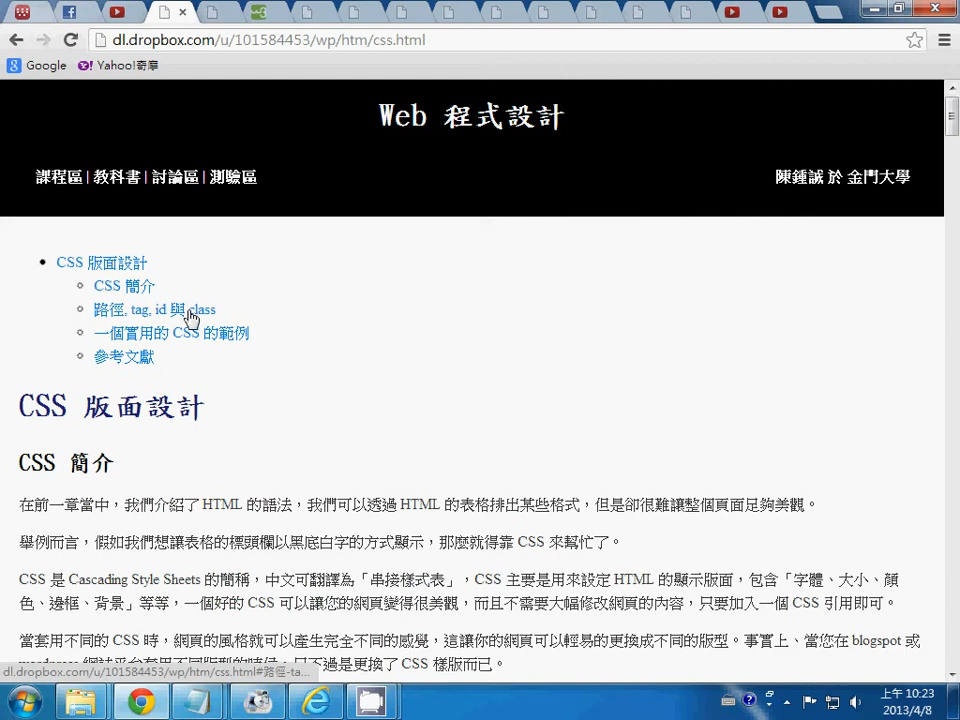 dl.dropbox.com/u/101584453/wp/htm/css.html
Google Yahoo!奇摩
Web 程式設計
課程區 | 教科書 | 討論區 | 測驗區 陳鍾誠 於 金門大學
CSS 版面設計
CSS 簡介
路徑, tag, id 與 class
一個實用的 CSS 的範例
參考文獻
CSS 版面設計
CSS 簡介
在前一章當中，我們介紹了 HTML 的語法，我們可以透過 HTML 的表格排出某些格式，但是卻很難讓整個頁面足夠美觀。
舉例而言，假如我們想讓表格的標頭欄以黑底白字的方式顯示，那麼就得靠 CSS 來幫忙了。
CSS 是 Cascading Style Sheets 的簡稱，中文可翻譯為「串接樣式表」，CSS 主要是用來設定 HTML 的顯示版面，包含「字體、大小、顏
色、邊框、背景」等等，一個好的 CSS 可以讓您的網頁變得很美觀，而且不需要大幅修改網頁的內容，只要加入一個 CSS 引用即可。
當套用不同的 CSS 時，網頁的風格就可以產生完全不同的感覺，這讓你的網頁可以輕易的更換成不同的版型。事實上、當您在 blogspot 或
只不過是更換了 CSS 樣版而已。
dl.dropbox.com/u/101584453/wp/htm/css.html#路徑-ta...
上午 10:23
2013/4/8